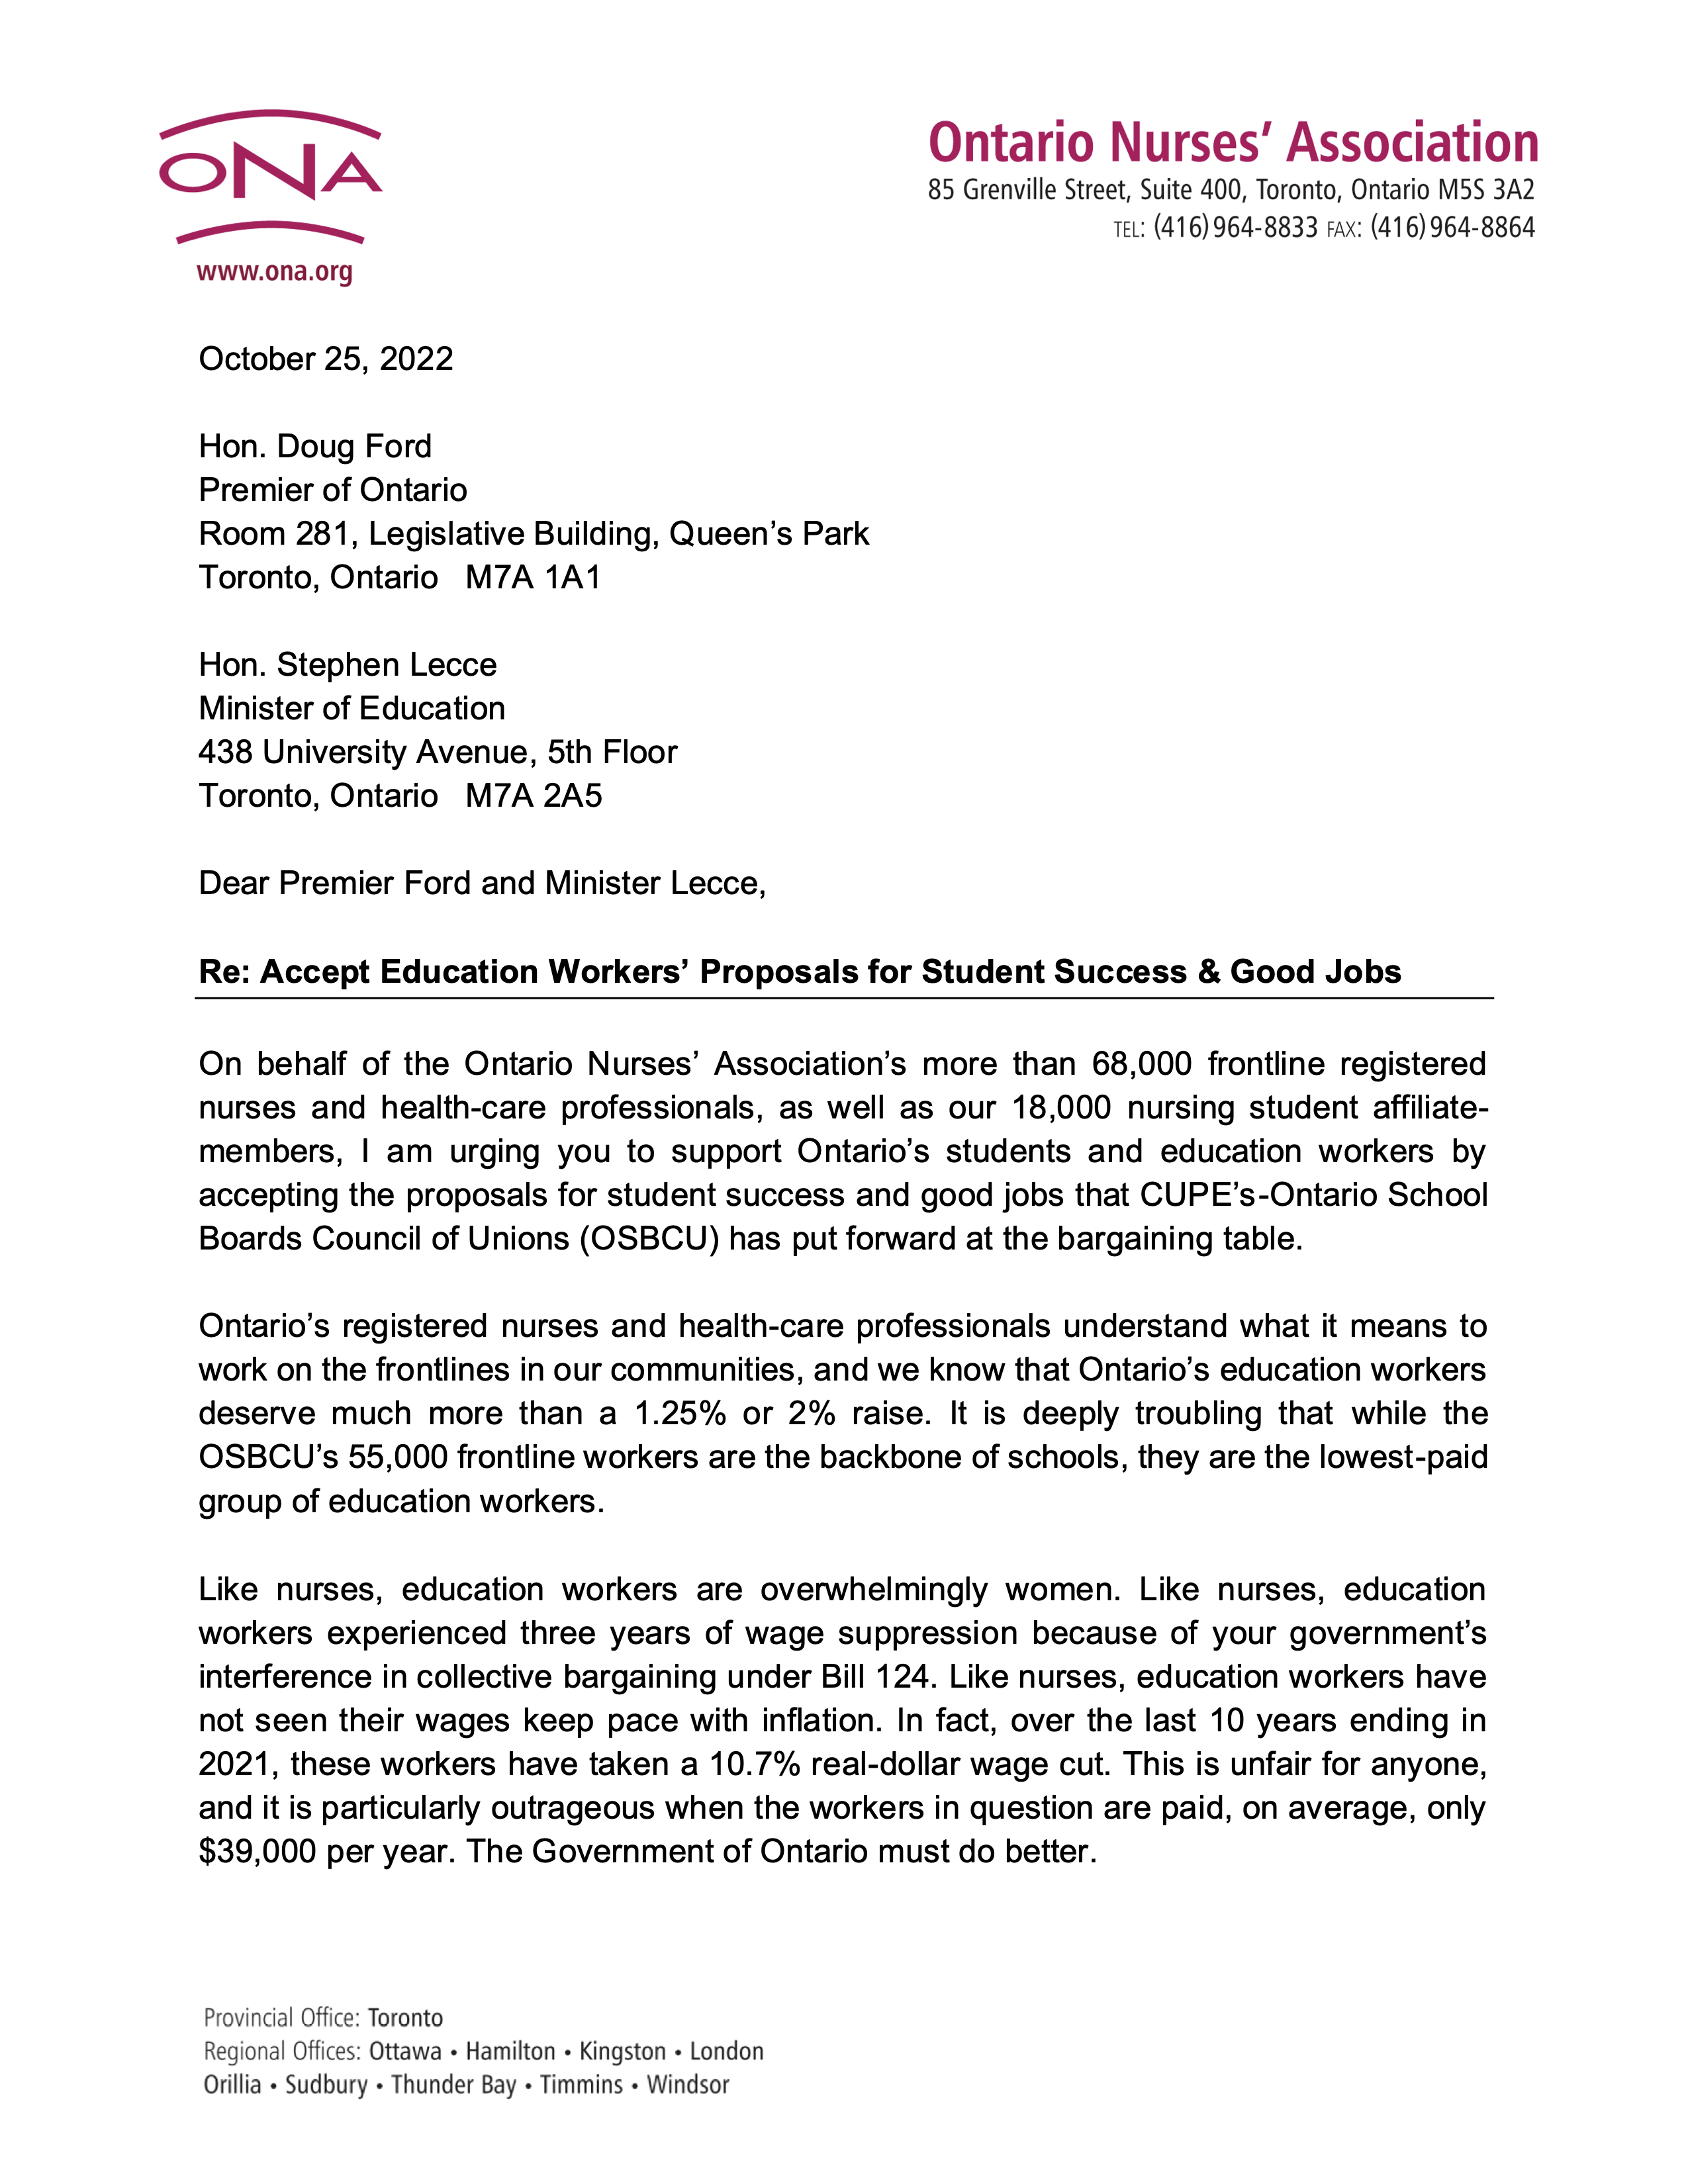 ONA
www.ona.org
Ontario Nurses’ Association
85 Grenville Street, Suite 400, Toronto, Ontario M5S 3A2
TEL: (416) 964-8833 FAX: (416) 964-8864
October 25, 2022
Hon. Doug Ford
Premier of Ontario
Room 281, Legislative Building, Queen’s Park
Toronto, Ontario   M7A 1A1
Hon. Stephen Lecce
Minister of Education
438 University Avenue, 5th Floor
Toronto, Ontario   M7A 2A5
Dear Premier Ford and Minister Lecce,
Re: Accept Education Workers’ Proposals for Student Success & Good Jobs
On behalf of the Ontario Nurses’ Association’s more than 68,000 frontline registered
nurses and health-care professionals, as well as our 18,000 nursing student affiliate-
members, I am urging you to support Ontario’s students and education workers by
accepting the proposals for student success and good jobs that CUPE’s-Ontario School
Boards Council of Unions (OSBCU) has put forward at the bargaining table.
Ontario’s registered nurses and health-care professionals understand what it means to
work on the frontlines in our communities, and we know that Ontario’s education workers
deserve much more than a 1.25% or 2% raise. It is deeply troubling that while the
OSBCU’s 55,000 frontline workers are the backbone of schools, they are the lowest-paid
group of education workers.
Like nurses, education workers are overwhelmingly women. Like nurses, education
workers experienced three years of wage suppression because of your government’s
interference in collective bargaining under Bill 124. Like nurses, education workers have
not seen their wages keep pace with inflation. In fact, over the last 10 years ending in
2021, these workers have taken a 10.7% real-dollar wage cut. This is unfair for anyone,
and it is particularly outrageous when the workers in question are paid, on average, only
$39,000 per year. The Government of Ontario must do better.
Provincial Office: Toronto
Regional Offices: Ottawa • Hamilton • Kingston • London
Orillia • Sudbury • Thunder Bay • Timmins • Windsor